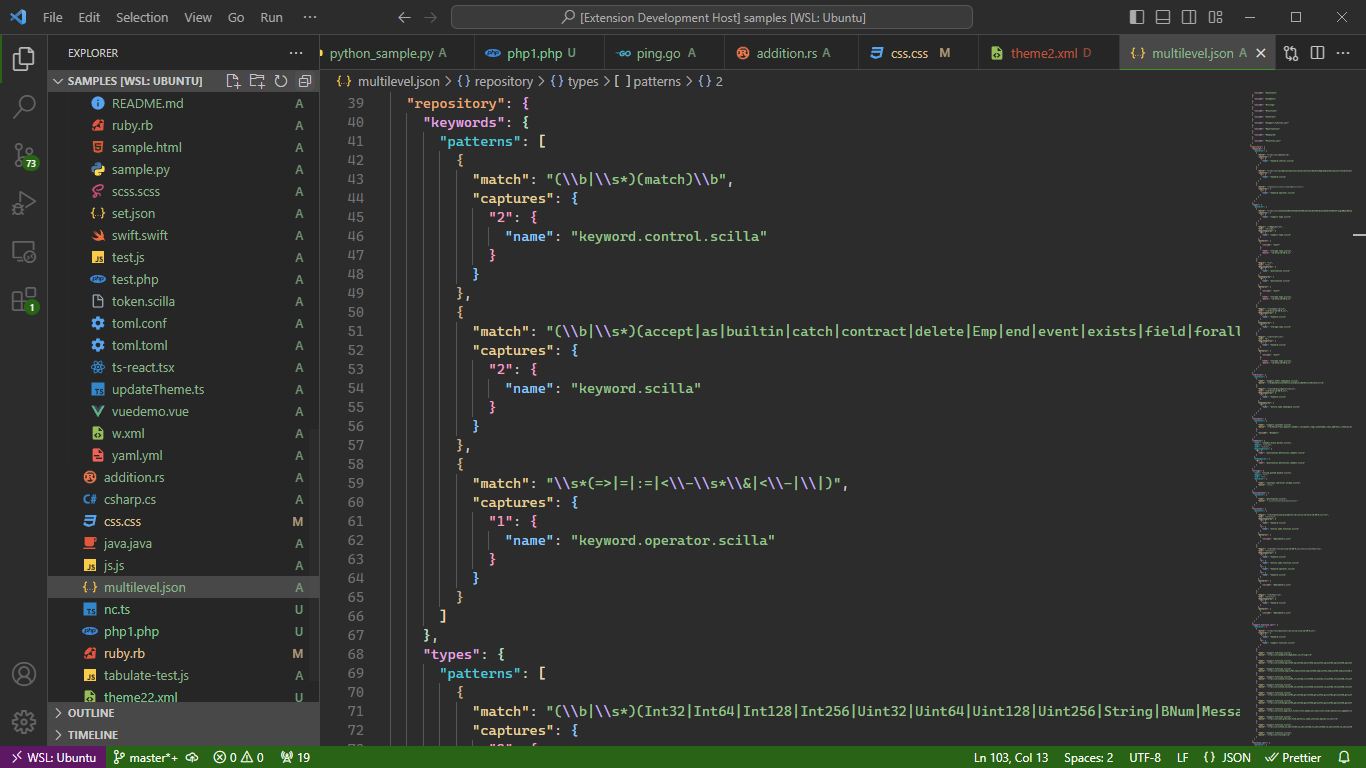 File Edit Selection View Go Run ··· [Extension Development Host] samples [WSL: Ubuntu]
EXPLORER ···
python_sample.py A php1.php U ping.go A addition.rs A css.css M theme2.xml D multilevel.json A
SAMPLES [WSL: UBUNTU]
multilevel.json > {} repository > {} types > [ ] patterns > {} 2
README.md A
ruby.rb A
sample.html A
sample.py A
scss.scss A
set.json A
swift.swift A
test.js A
test.php A
token.scilla A
toml.conf A
toml.toml A
ts-react.tsx A
updateTheme.ts A
vuedemo.vue A
w.xml A
yaml.yml A
addition.rs A
csharp.cs A
css.css M
java.java A
js.js A
multilevel.json A
nc.ts U
php1.php U
ruby.rb M
tabulate-test.js A
theme22.xml U
OUTLINE
TIMELINE
73
1
39 "repository": {
40 "keywords": {
41 "patterns": [
42 {
43 "match": "(\\b|\\s*)(match)\\b",
44 "captures": {
45 "2": {
46 "name": "keyword.control.scilla"
47 }
48 }
49 },
50 {
51 "match": "(\\b|\\s*)(accept|as|builtin|catch|contract|delete|Emp|end|event|exists|field|forall
52 "captures": {
53 "2": {
54 "name": "keyword.scilla"
55 }
56 }
57 },
58 {
59 "match": "\\s*(=>|=|:=|<\\-\\s*\\&|<\\-|\\|)",
60 "captures": {
61 "1": {
62 "name": "keyword.operator.scilla"
63 }
64 }
65 }
66 ]
67 },
68 "types": {
69 "patterns": [
70 {
71 "match": "(\\b|\\s*)(Int32|Int64|Int128|Int256|Uint32|Uint64|Uint128|Uint256|String|BNum|Messa
72 "captures": {
WSL: Ubuntu master*+ 0 0 19 Ln 103, Col 13 Spaces: 2 UTF-8 LF {} JSON Prettier